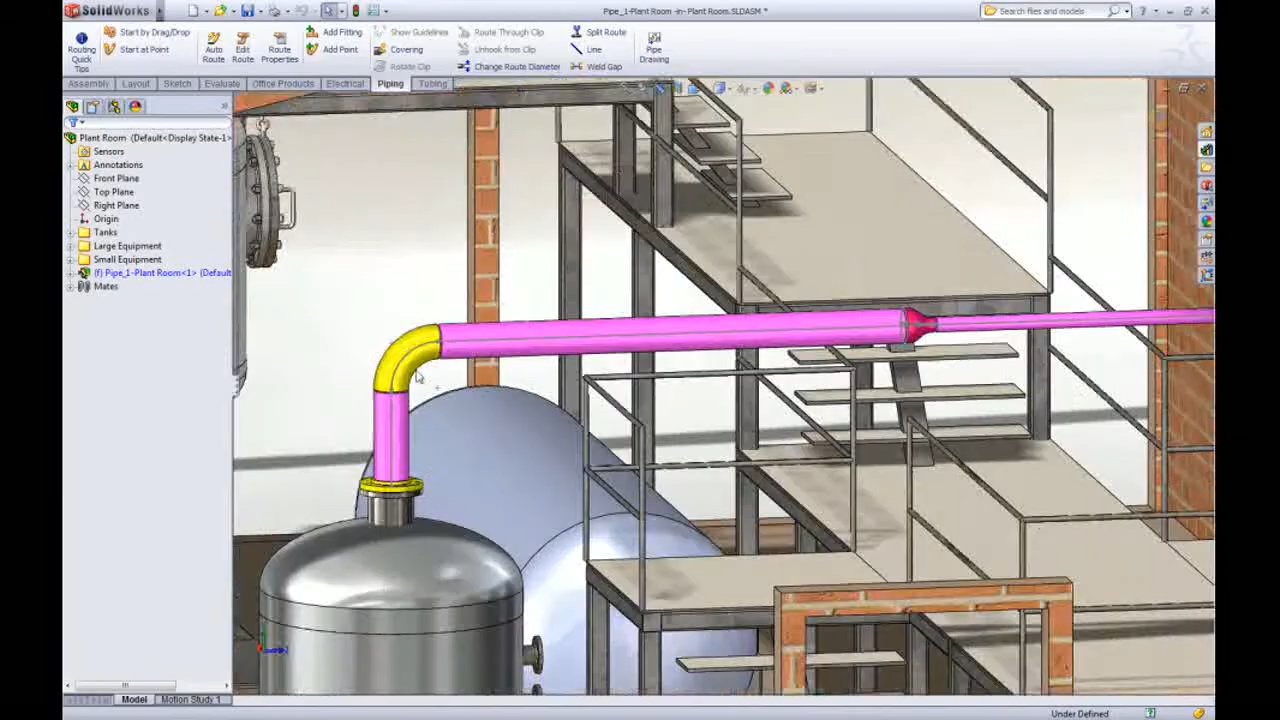 SolidWorks
Pipe_1-Plant Room -in- Plant Room.SLDASM *
Search files and models
Routing Quick Tips
Start by Drag/Drop
Start at Point
Auto Route
Edit Route
Route Properties
Add Fitting
Add Point
Show Guidelines
Covering
Rotate Clip
Route Through Clip
Unhook from Clip
Change Route Diameter
Split Route
Line
Weld Gap
Pipe Drawing
Assembly Layout Sketch Evaluate Office Products Electrical Piping Tubing
Plant Room (Default<Display State-1>
Sensors
Annotations
Front Plane
Top Plane
Right Plane
Origin
Tanks
Large Equipment
Small Equipment
(f) Pipe_1-Plant Room<1> (Default
Mates
Model Motion Study 1
Under Defined